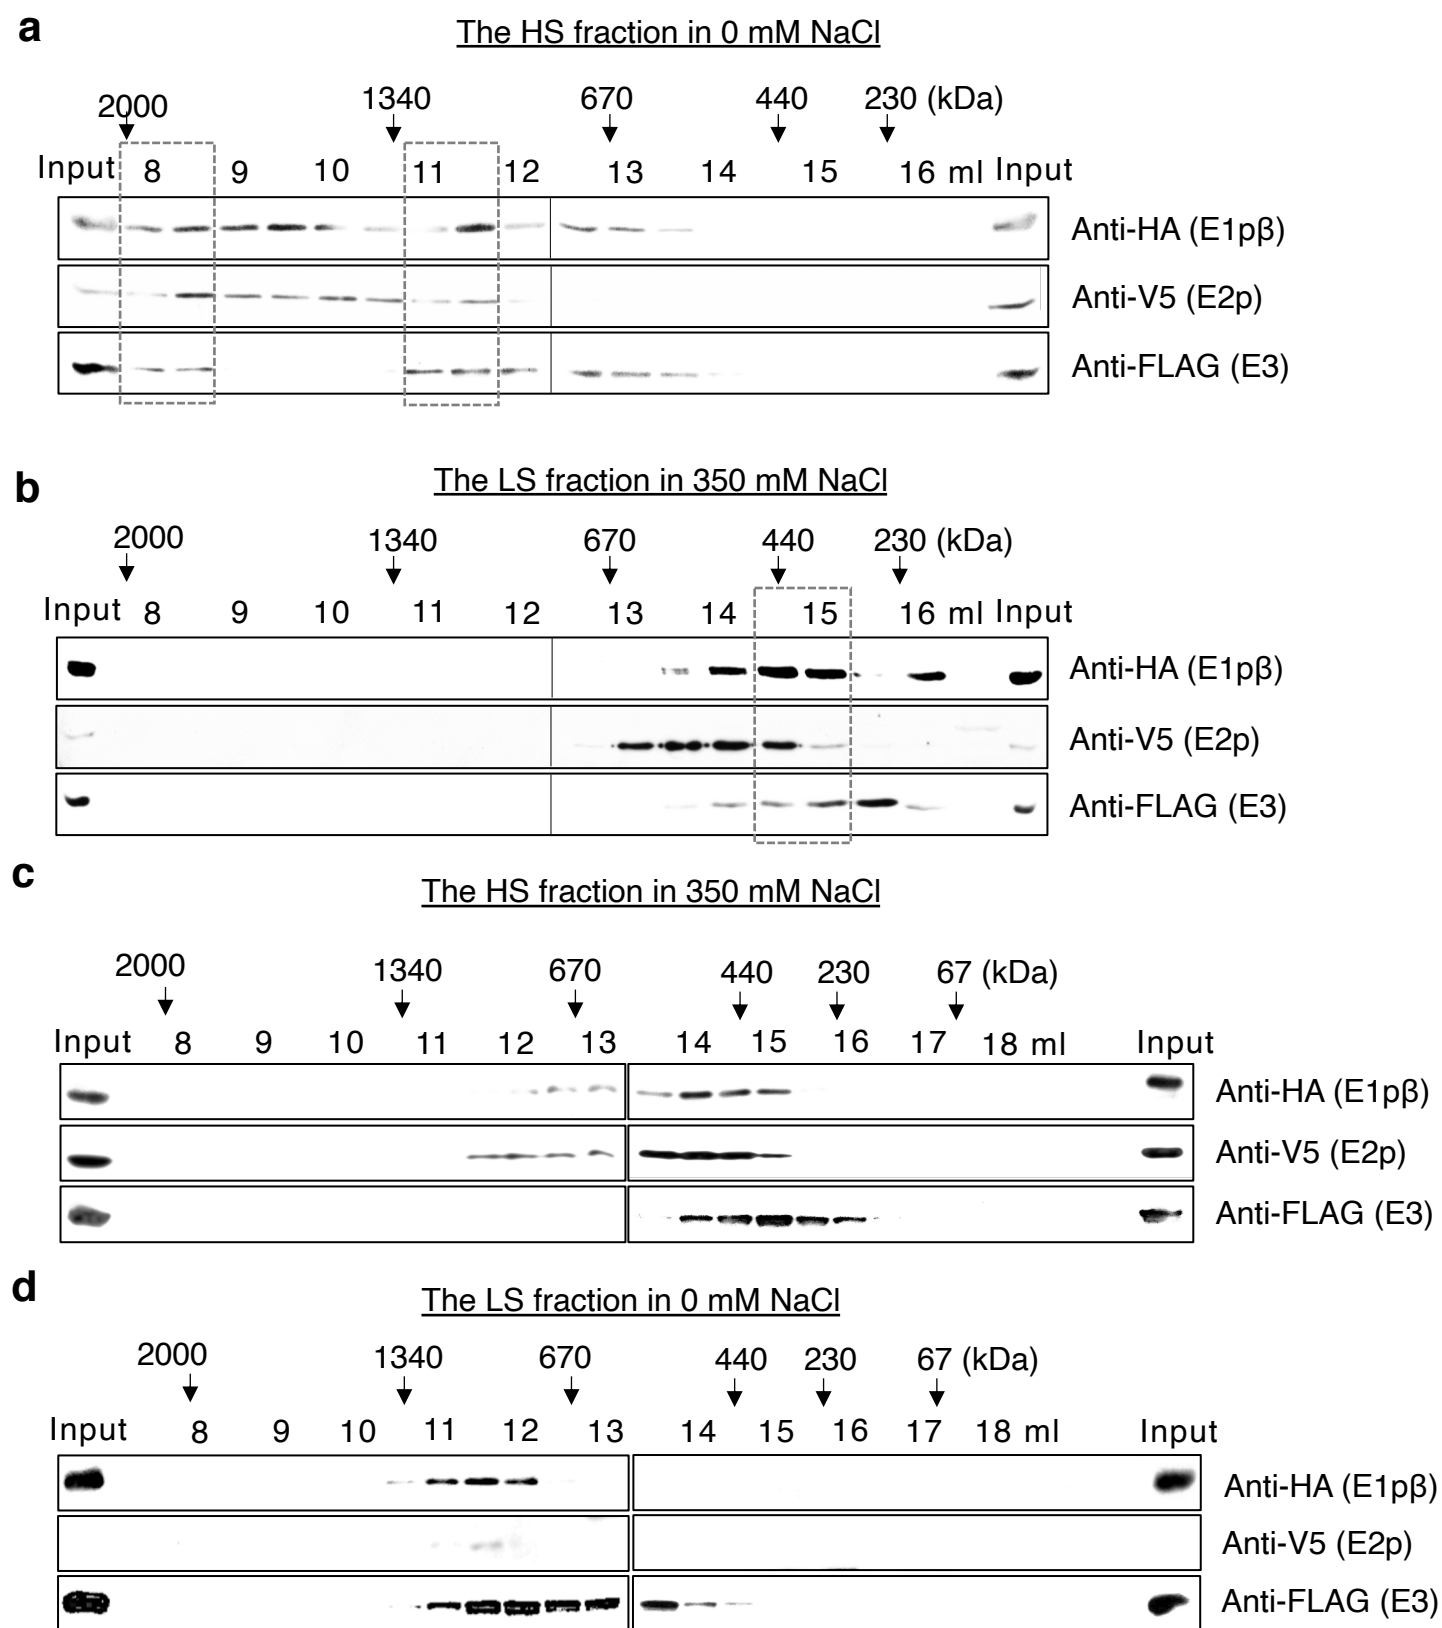 a
The HS fraction in 0 mM NaCl
2000 1340 670 440 230 (kDa)
Input 8 9 10 11 12 13 14 15 16 ml Input
Anti-HA (E1pβ)
Anti-V5 (E2p)
Anti-FLAG (E3)
b
The LS fraction in 350 mM NaCl
2000 1340 670 440 230 (kDa)
Input 8 9 10 11 12 13 14 15 16 ml Input
Anti-HA (E1pβ)
Anti-V5 (E2p)
Anti-FLAG (E3)
c
The HS fraction in 350 mM NaCl
2000 1340 670 440 230 67 (kDa)
Input 8 9 10 11 12 13 14 15 16 17 18 ml Input
Anti-HA (E1pβ)
Anti-V5 (E2p)
Anti-FLAG (E3)
d
The LS fraction in 0 mM NaCl
2000 1340 670 440 230 67 (kDa)
Input 8 9 10 11 12 13 14 15 16 17 18 ml Input
Anti-HA (E1pβ)
Anti-V5 (E2p)
Anti-FLAG (E3)